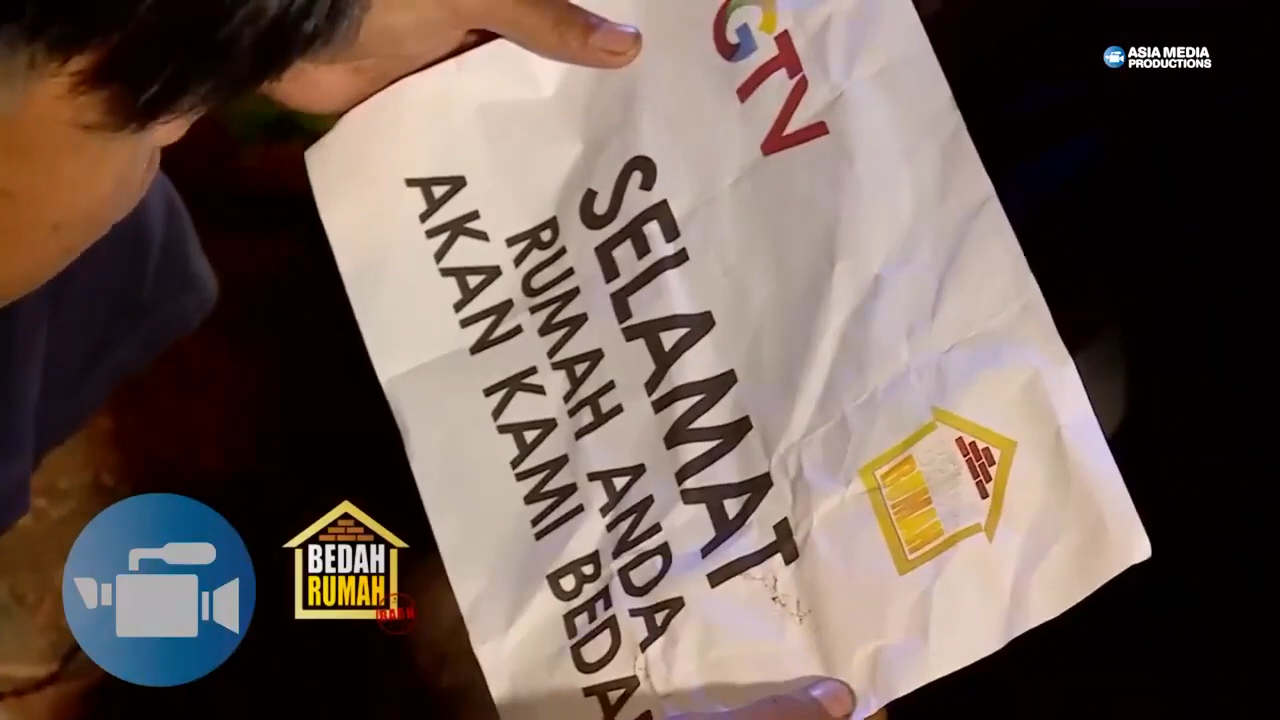 ASIA MEDIA
PRODUCTIONS
GTV
SELAMAT
RUMAH ANDA
AKAN KAMI BEDA
RUMAH
BEDAH
RUMAH